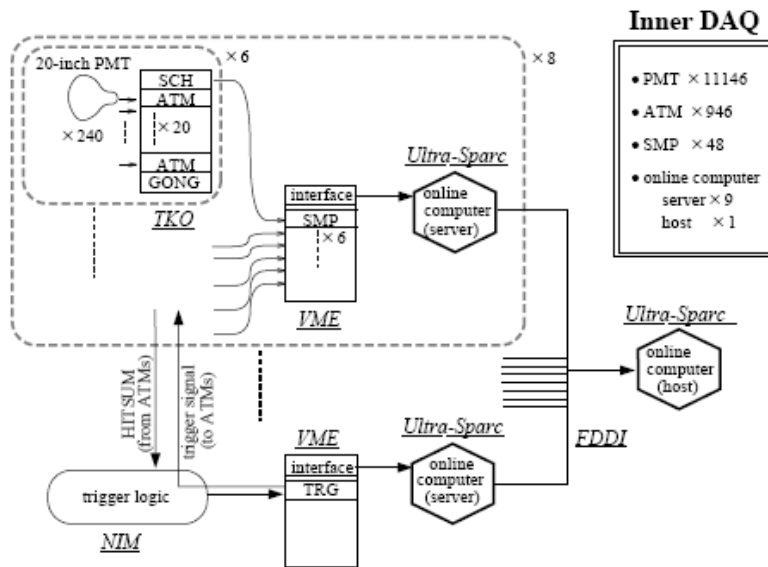 Inner DAQ
20-inch PMT
× 240
SCH
ATM
× 20
ATM
GONG
TKO
× 6
× 8
interface
SMP
× 6
VME
Ultra-Sparc
online
computer
(server)
• PMT × 11146
• ATM × 946
• SMP × 48
• online computer
server × 9
host × 1
Ultra-Sparc
online
computer
(host)
FDDI
HITSUM
(from ATMs)
trigger signal
(to ATMs)
trigger logic
NIM
VME
interface
TRG
Ultra-Sparc
online
computer
(server)